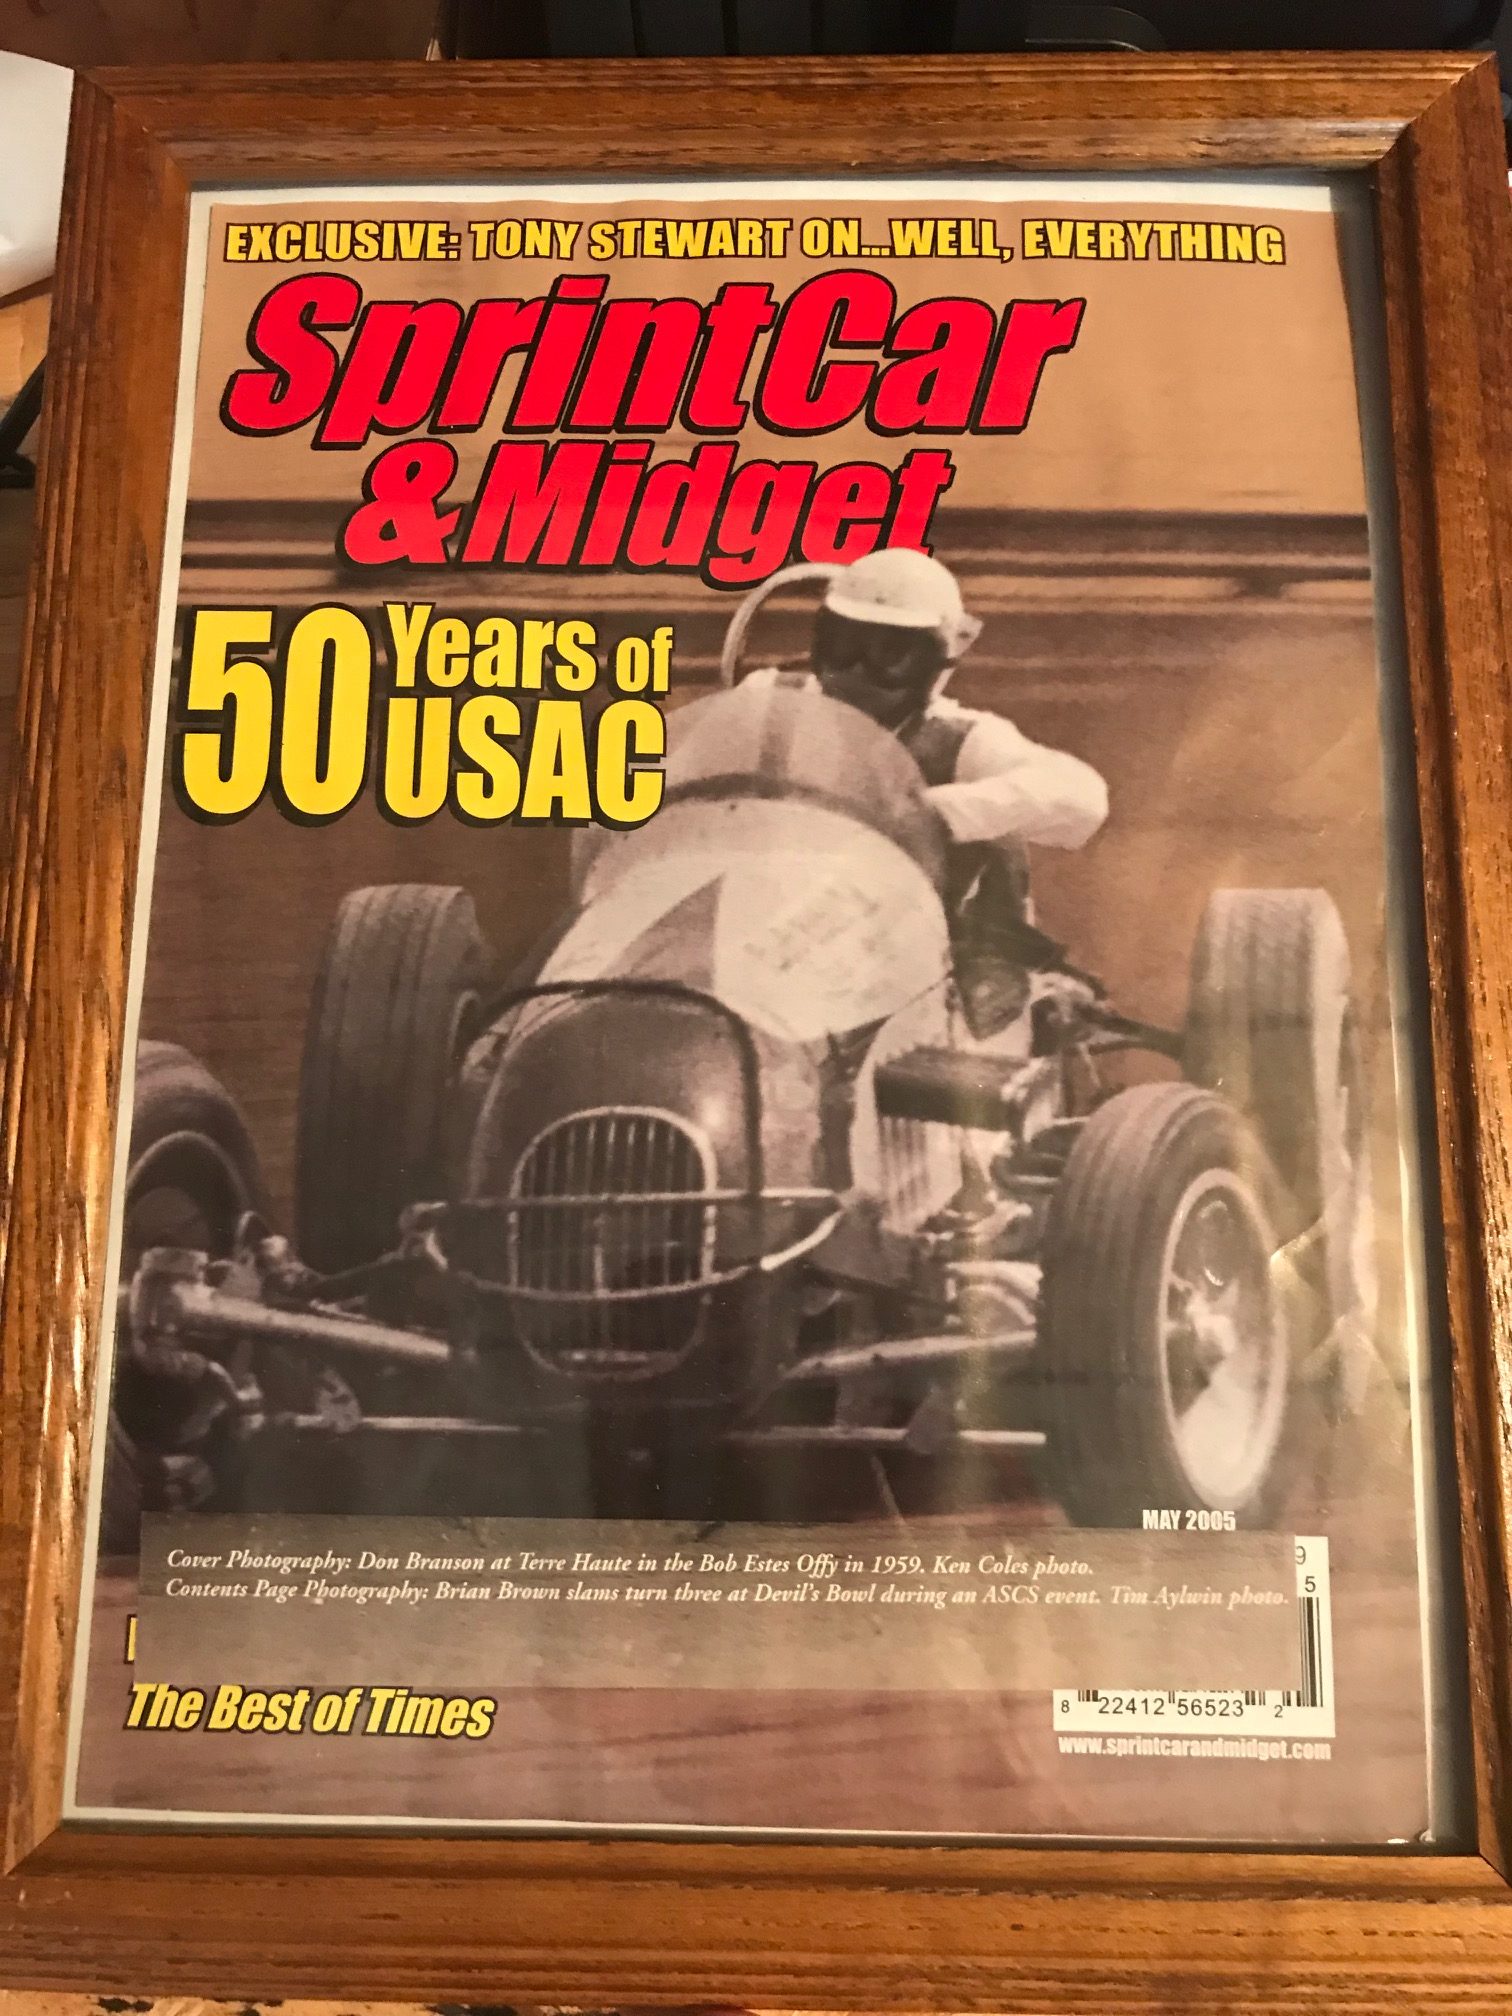 EXCLUSIVE: TONY STEWART ON...WELL, EVERYTHING
SprintCar
& Midget
50 Years of
USAC
MAY 2005
Cover Photography: Don Branson at Terre Haute in the Bob Estes Offy in 1959. Ken Coles photo.
Contents Page Photography: Brian Brown slams turn three at Devil's Bowl during an ASCS event. Tim Aylwin photo.
9
5
The Best of Times
8 22412 56523 2
www.sprintcarandmidget.com